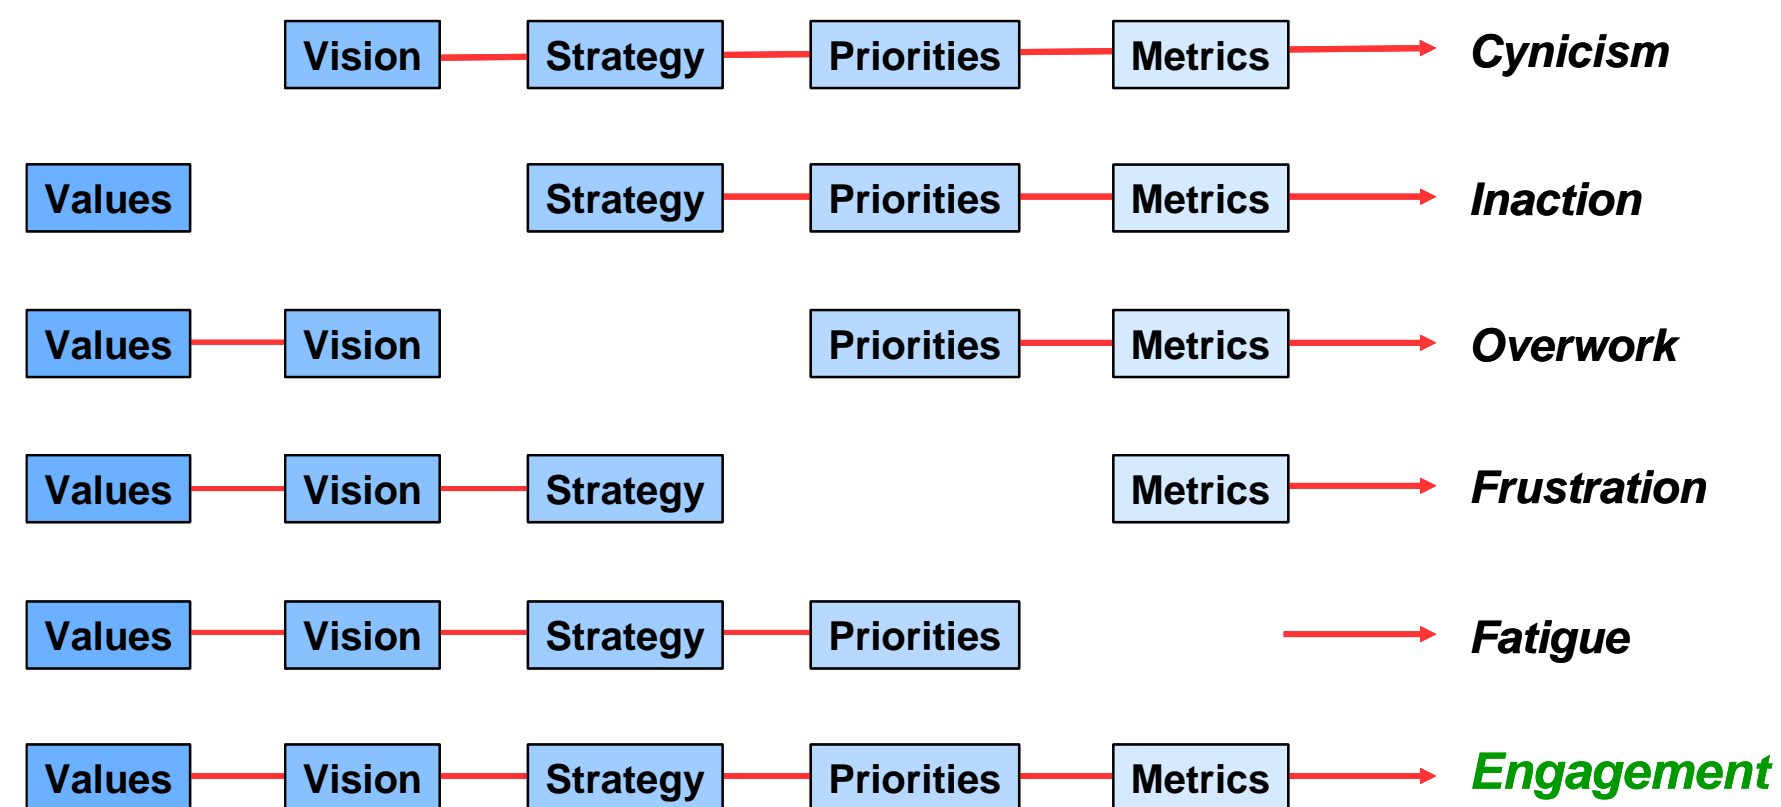 Vision Strategy Priorities Metrics Cynicism
Values Strategy Priorities Metrics Inaction
Values Vision Priorities Metrics Overwork
Values Vision Strategy Metrics Frustration
Values Vision Strategy Priorities Fatigue
Values Vision Strategy Priorities Metrics Engagement